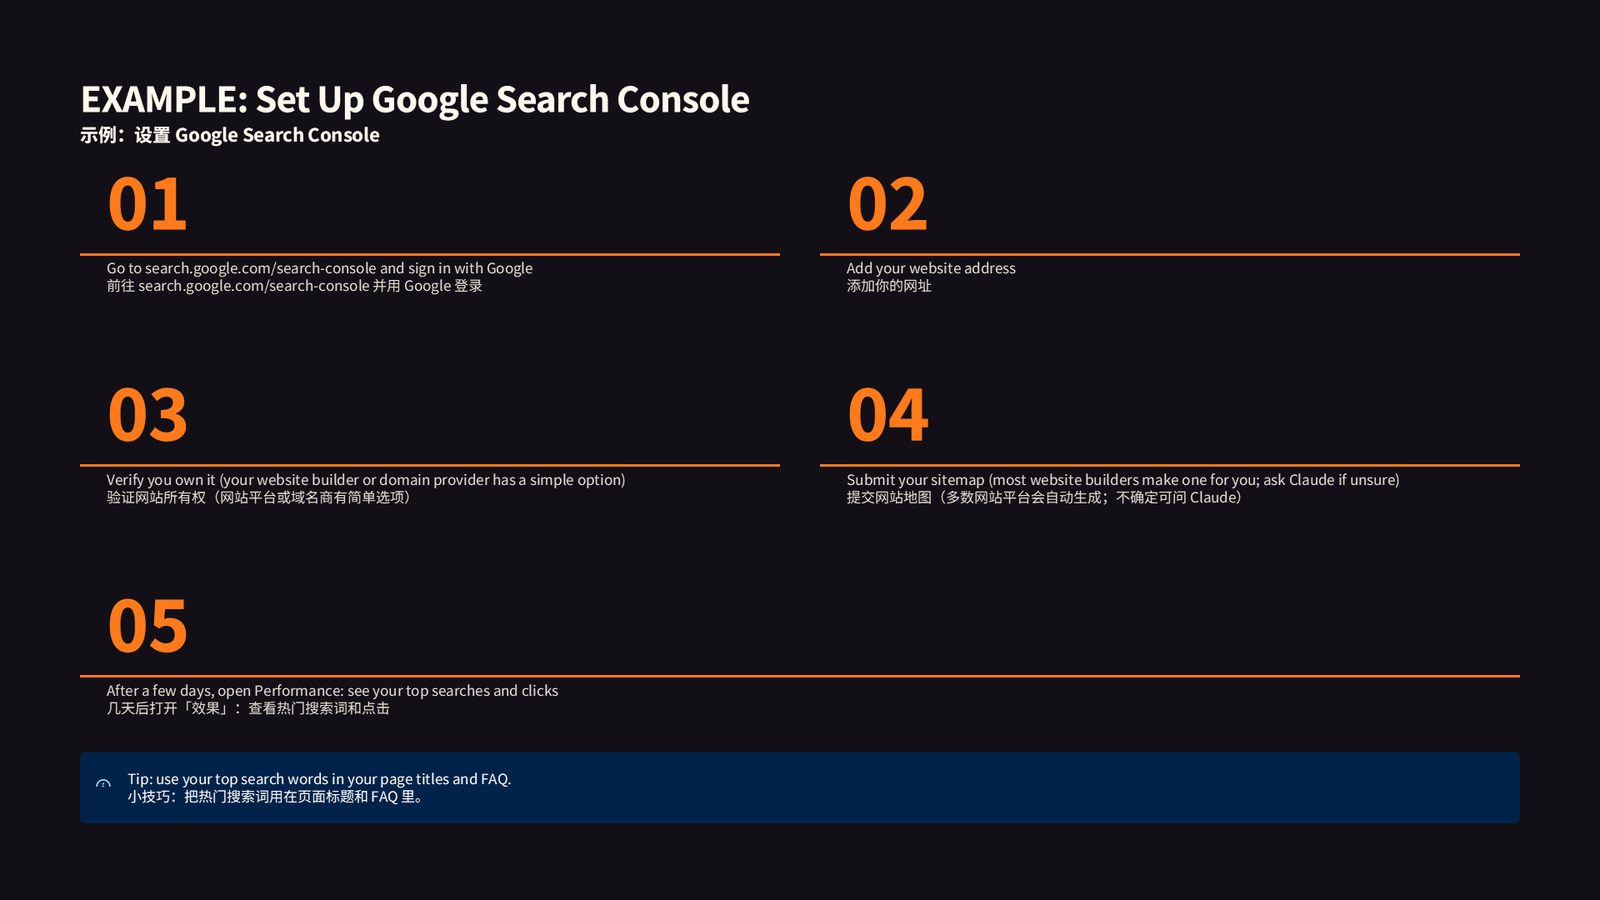 EXAMPLE: Set Up Google Search Console
示例：设置 Google Search Console
01
Go to search.google.com/search-console and sign in with Google
前往 search.google.com/search-console 并用 Google 登录
02
Add your website address
添加你的网址
03
Verify you own it (your website builder or domain provider has a simple option)
验证网站所有权（网站平台或域名商有简单选项）
04
Submit your sitemap (most website builders make one for you; ask Claude if unsure)
提交网站地图（多数网站平台会自动生成；不确定可问 Claude）
05
After a few days, open Performance: see your top searches and clicks
几天后打开「效果」：查看热门搜索词和点击
Tip: use your top search words in your page titles and FAQ.
小技巧：把热门搜索词用在页面标题和 FAQ 里。